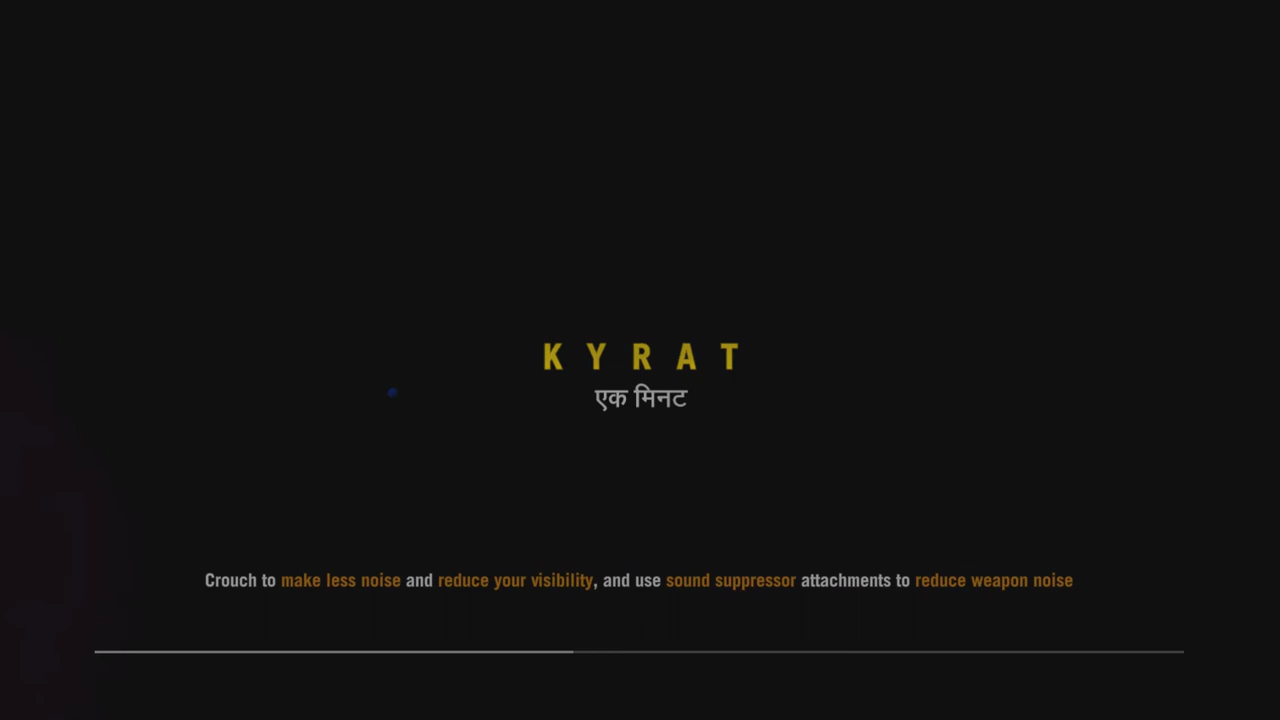 KYRAT
एक मिनट
Crouch to make less noise and reduce your visibility, and use sound suppressor attachments to reduce weapon noise